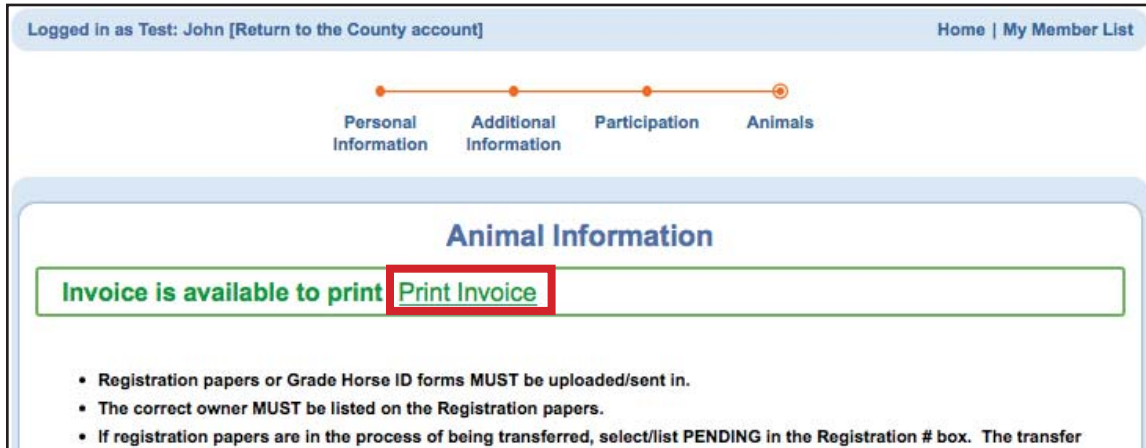 Logged in as Test: John [Return to the County account] Home | My Member List
Personal Information
Additional Information
Participation
Animals
Animal Information
Invoice is available to print Print Invoice
• Registration papers or Grade Horse ID forms MUST be uploaded/sent in.
• The correct owner MUST be listed on the Registration papers.
• If registration papers are in the process of being transferred, select/list PENDING in the Registration # box. The transfer